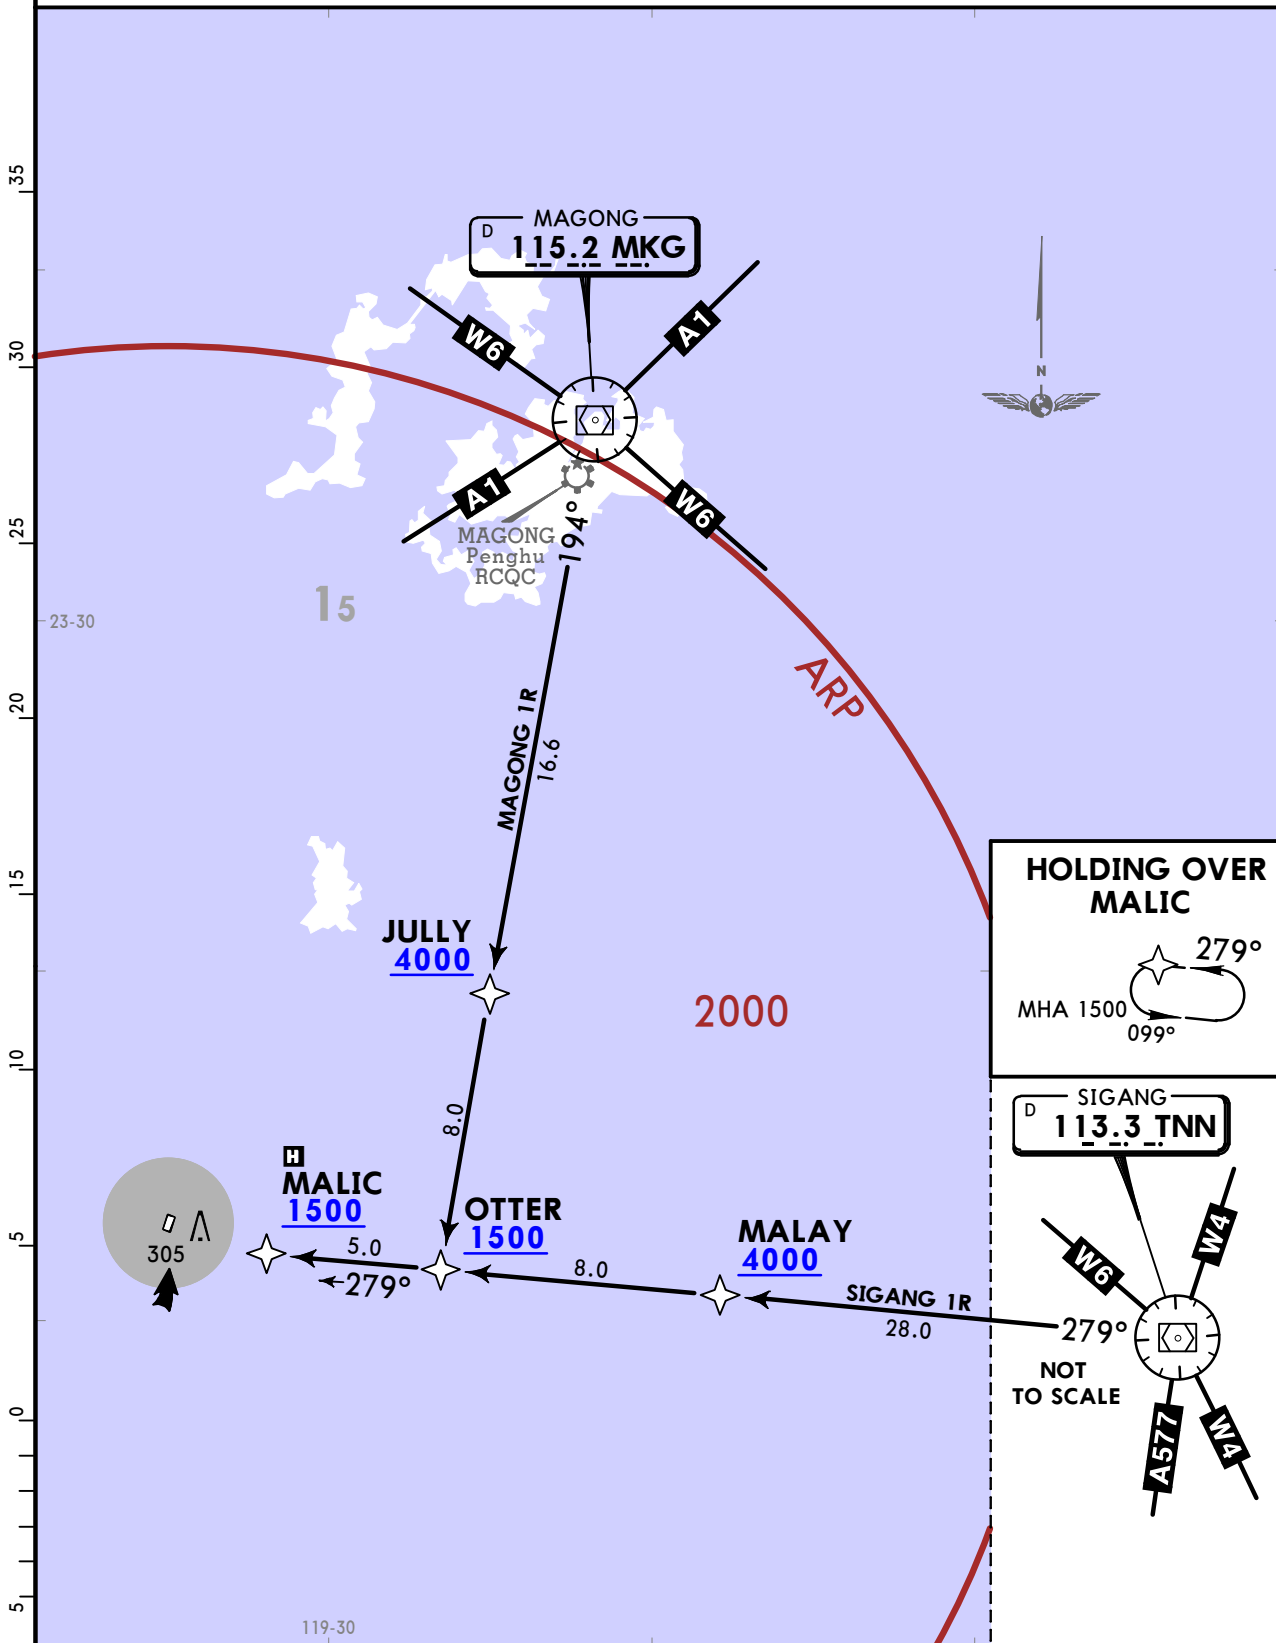 35
MAGONG
D
115.2 MKG
W6
A1
30
N
A1
W6
25
MAGONG
Penghu
RCQC
194°
15
23-30
ARP
20
MAGONG 1R
16.6
15
HOLDING OVER
MALIC
279°
MHA 1500
099°
JULLY
4000
2000
10
SIGANG
D
113.3 TNN
8.0
H
MALIC
1500
OTTER
1500
MALAY
4000
W4
W6
5
305
5.0
279°
8.0
SIGANG 1R
28.0
279°
NOT
TO SCALE
0
A577
W4
5
119-30